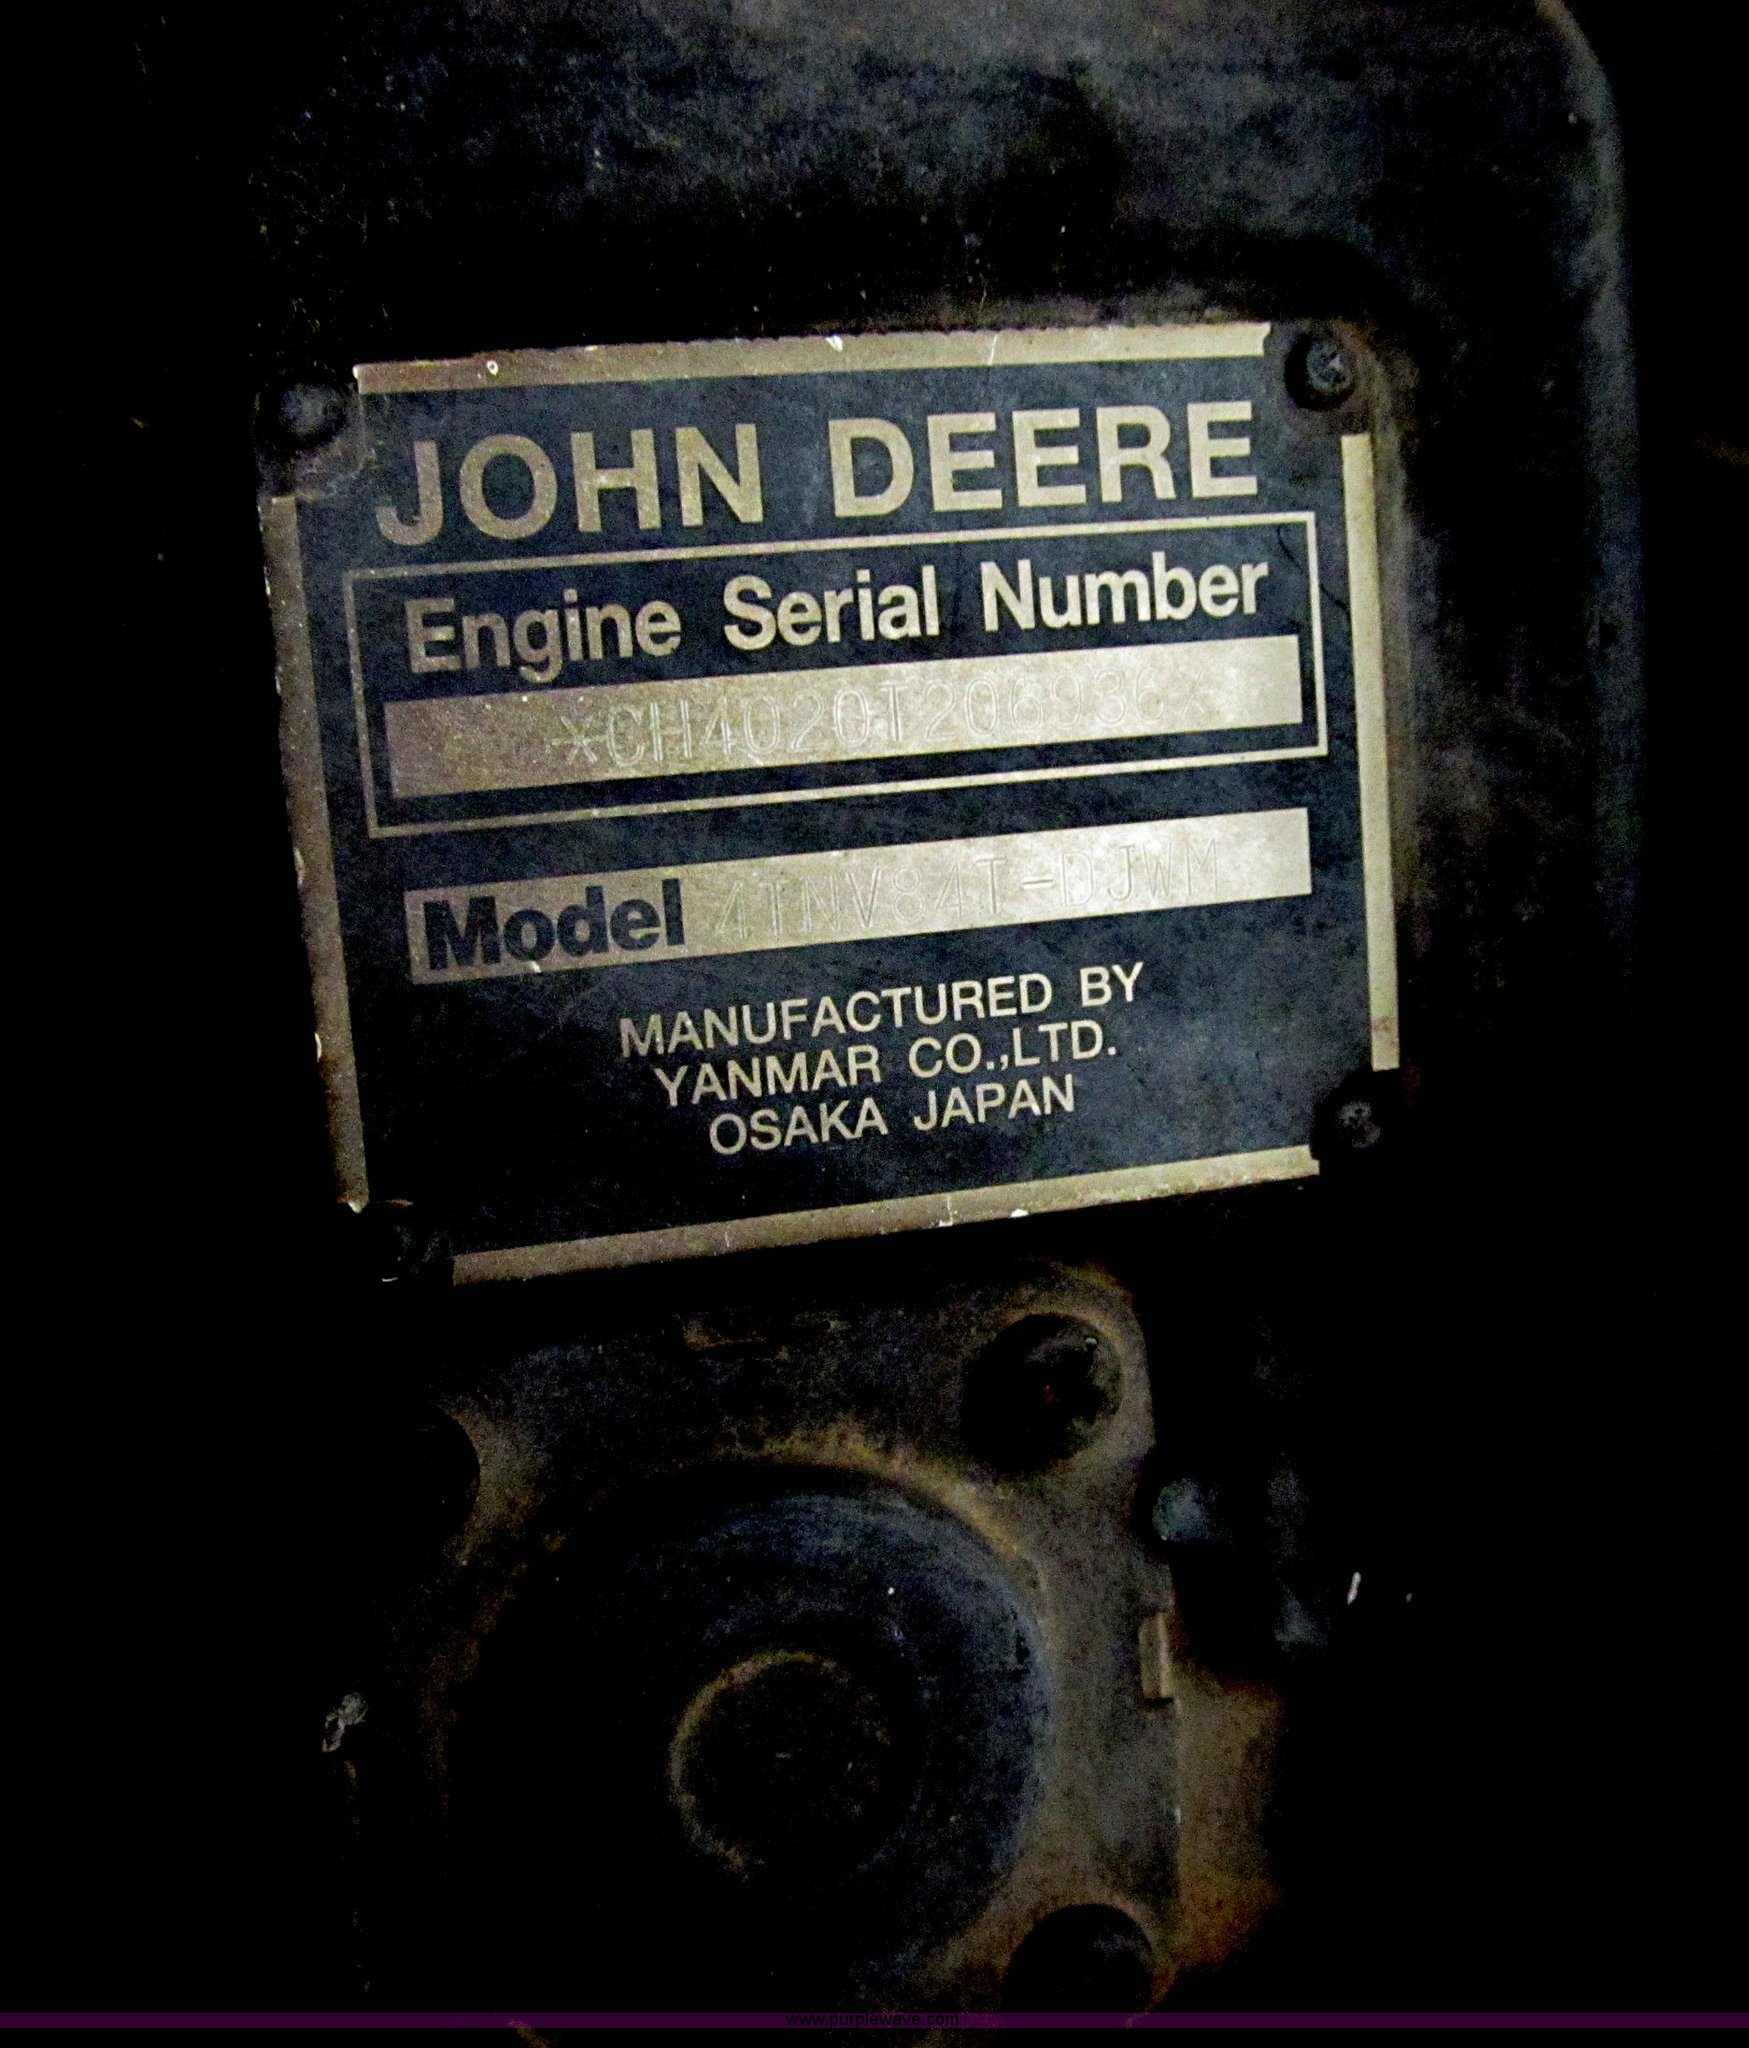 JOHN DEERE
Engine Serial Number
*CH4020T206936*
Model 4TNV84T-DJWM
MANUFACTURED BY
YANMAR CO.,LTD.
OSAKA JAPAN
www.purplewave.com